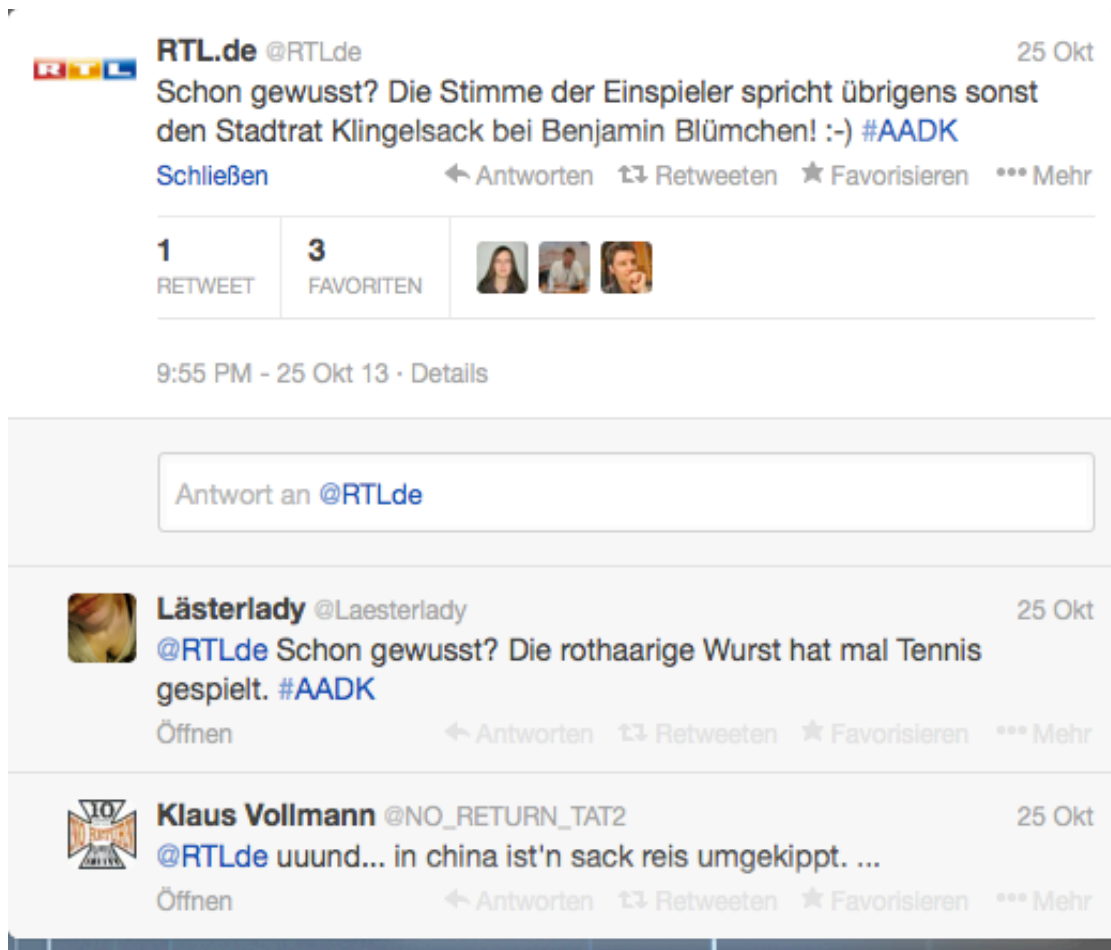 RTL
RTL.de @RTLde 25 Okt
Schon gewusst? Die Stimme der Einspieler spricht übrigens sonst
den Stadtrat Klingelsack bei Benjamin Blümchen! :-) #AADK
Schließen Antworten Retweeten Favorisieren Mehr
1 3
RETWEET FAVORITEN
9:55 PM - 25 Okt 13 · Details
Antwort an @RTLde
Lästerlady @Laesterlady 25 Okt
@RTLde Schon gewusst? Die rothaarige Wurst hat mal Tennis
gespielt. #AADK
Öffnen Antworten Retweeten Favorisieren Mehr
10
NO RETURN
Klaus Vollmann @NO_RETURN_TAT2 25 Okt
@RTLde uuund... in china ist'n sack reis umgekippt. ...
Öffnen Antworten Retweeten Favorisieren Mehr